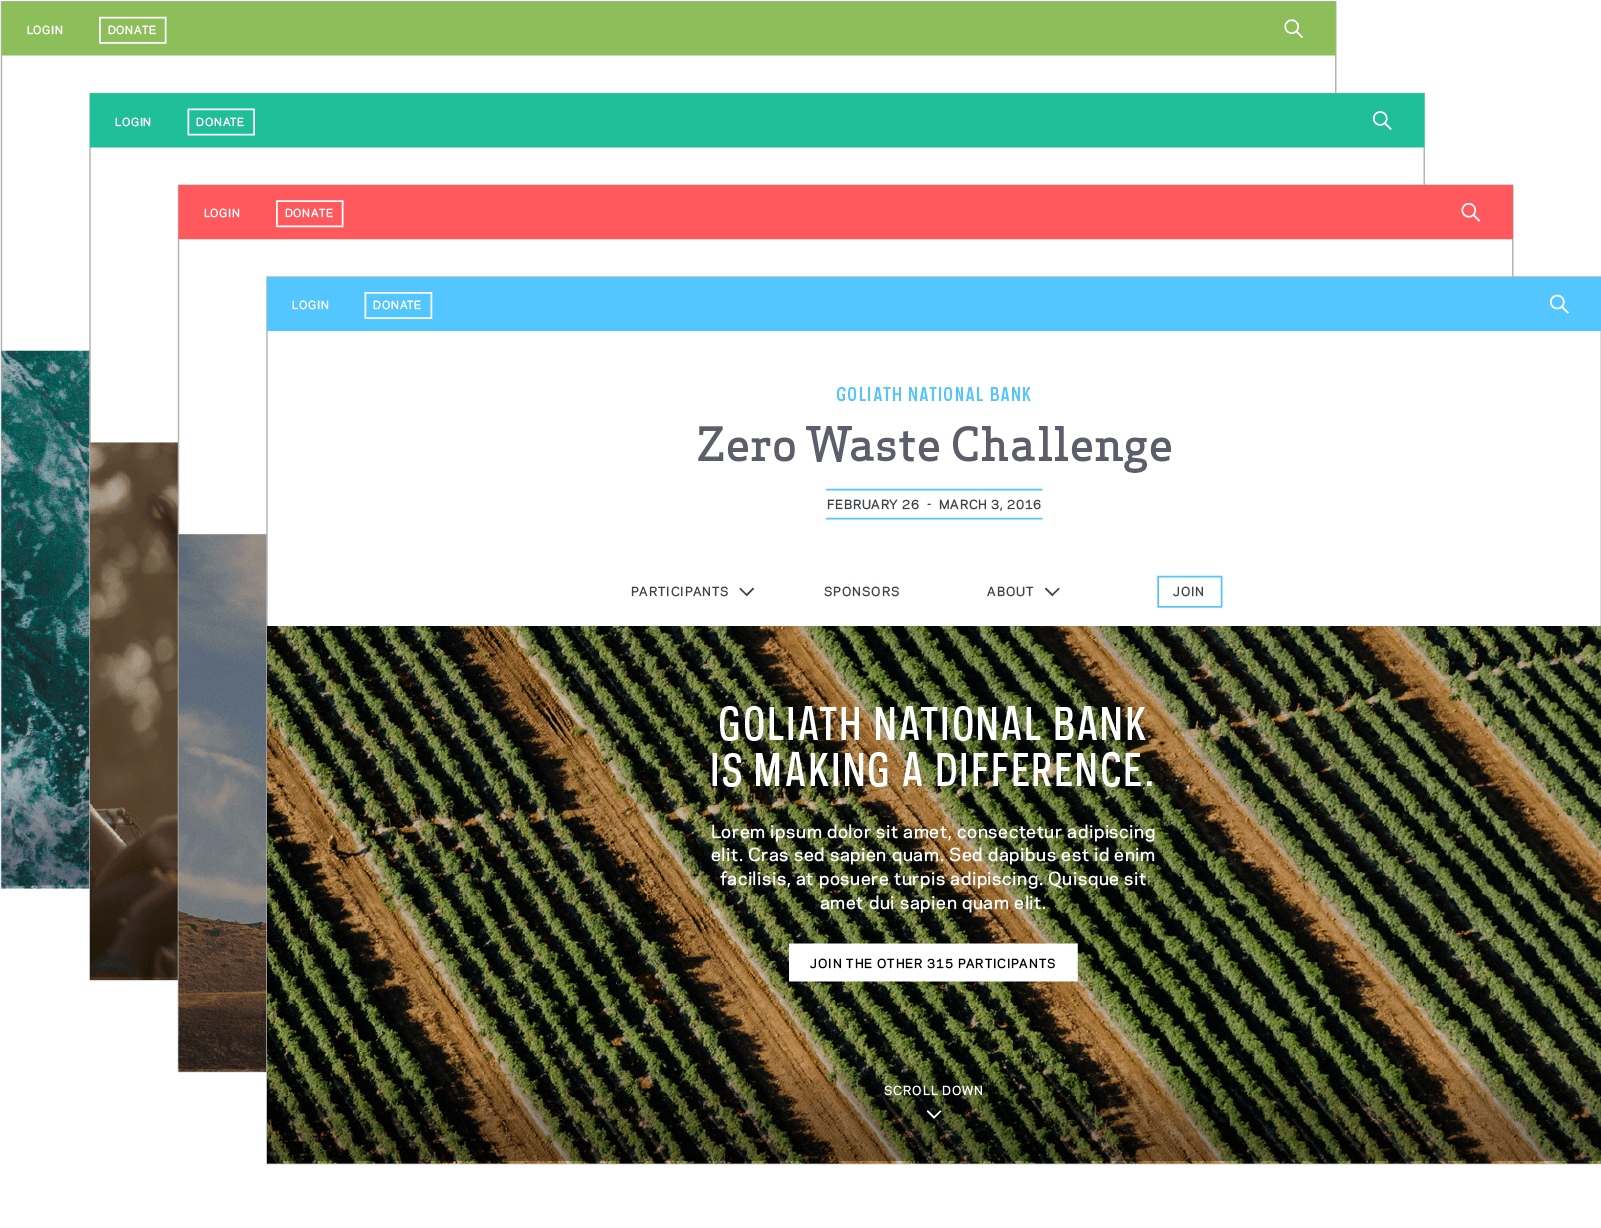 LOGIN DONATE
LOGIN DONATE
LOGIN DONATE
LOGIN DONATE
GOLIATH NATIONAL BANK
Zero Waste Challenge
FEBRUARY 26 - MARCH 3, 2016
PARTICIPANTS SPONSORS ABOUT JOIN
GOLIATH NATIONAL BANK
IS MAKING A DIFFERENCE.
Lorem ipsum dolor sit amet, consectetur adipiscing
elit. Cras sed sapien quam. Sed dapibus est id enim
facilisis, at posuere turpis adipiscing. Quisque sit
amet dui sapien quam elit.
JOIN THE OTHER 315 PARTICIPANTS
SCROLL DOWN